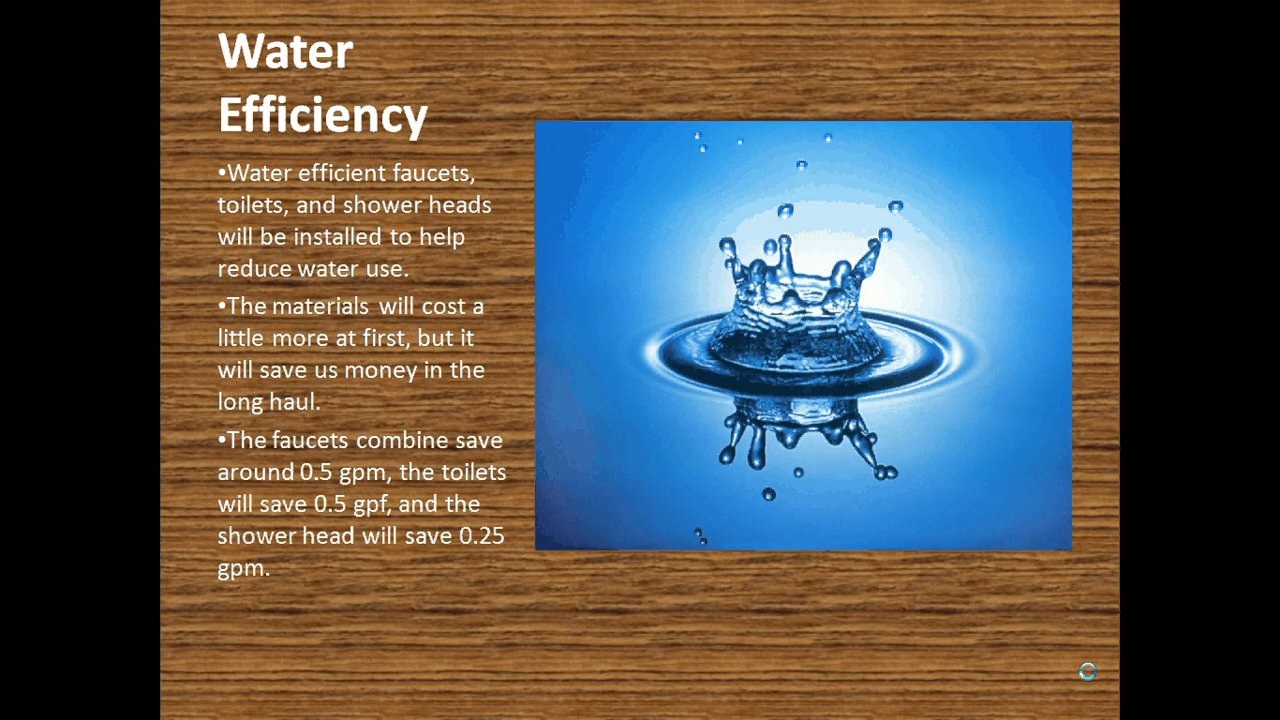 Water
Efficiency
•Water efficient faucets,
toilets, and shower heads
will be installed to help
reduce water use.
•The materials will cost a
little more at first, but it
will save us money in the
long haul.
•The faucets combine save
around 0.5 gpm, the toilets
will save 0.5 gpf, and the
shower head will save 0.25
gpm.